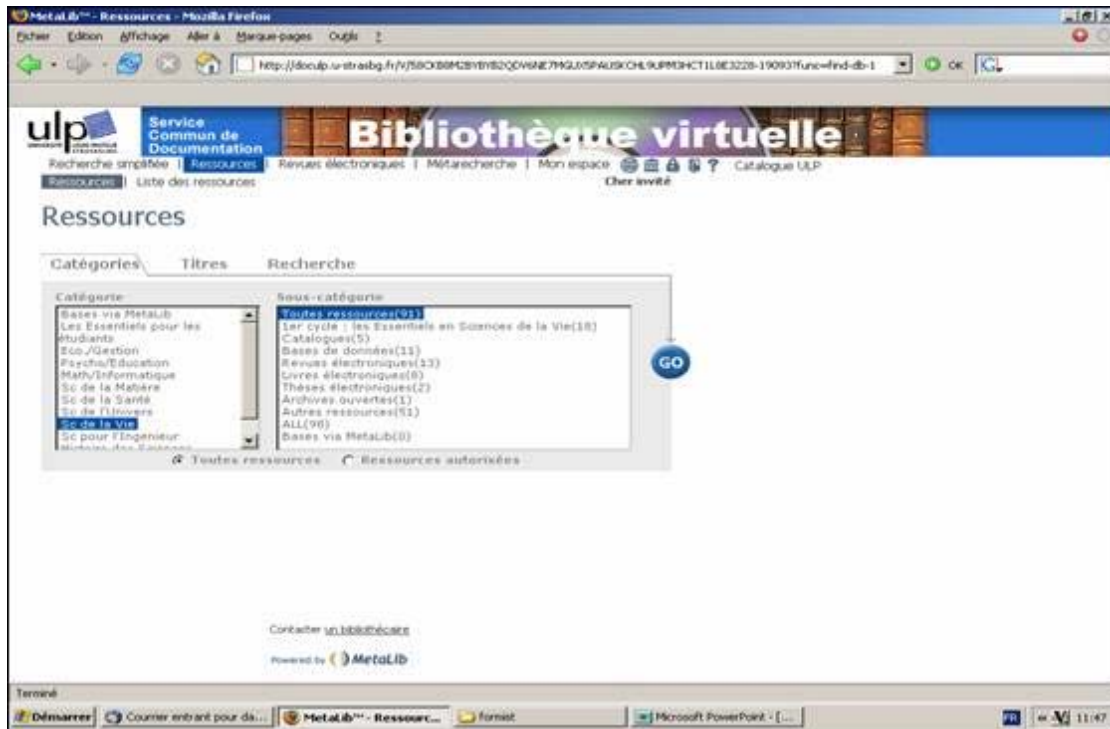 MetaLib™ - Ressources - Mozilla Firefox
Fichier Edition Affichage Aller à Marque-pages Outils ?
OK
ulp
Service
Commun de
Documentation
Bibliothèque virtuelle
Recherche simplifiée | Ressources | Revues électroniques | Métarecherche | Mon espace ? Catalogue ULP
Ressources | Liste des ressources
Cher invité
Ressources
Catégories Titres Recherche
Catégorie Sous-catégorie
Bases via MetaLib
Les Essentiels pour les
étudiants
Eco./Gestion
Psycho/Education
Math/Informatique
Sc de la Matière
Sc de la Santé
Sc de l'Univers
Sc de la Vie
Sc pour l'Ingenieur
Histoire des Sciences
Toutes ressources(91)
1er cycle : les Essentiels en Sciences de la Vie(18)
Catalogues(5)
Bases de données(11)
Revues électroniques(13)
Livres électroniques(8)
Thèses électroniques(2)
Archives ouvertes(1)
Autres ressources(51)
ALL(98)
Bases via MetaLib(0)
GO
Toutes ressources Ressources autorisées
Contacter un bibliothécaire
Powered by MetaLib
Terminé
Démarrer Courrier entrant pour da... MetaLib™ - Ressourc... formist Microsoft PowerPoint - [... FR « 11:47